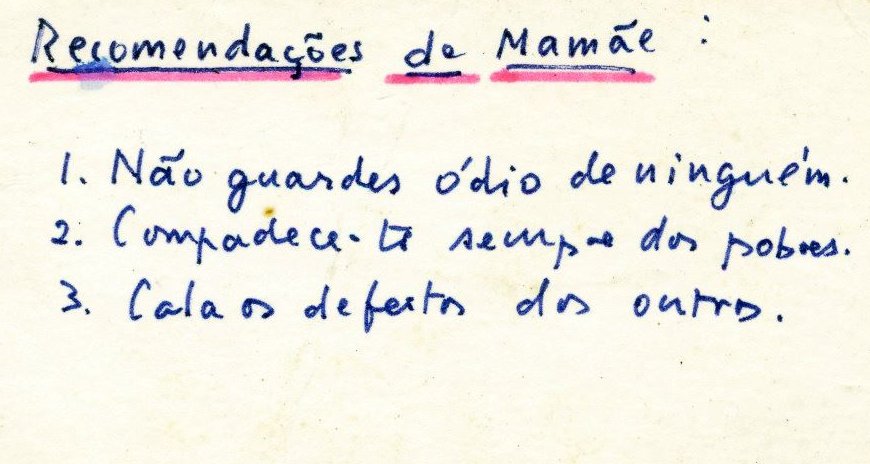 Recomendações de Mamãe :
1. Não guardes ódio de ninguém.
2. Compadece-te sempre dos pobres.
3. Cala os defeitos dos outros.